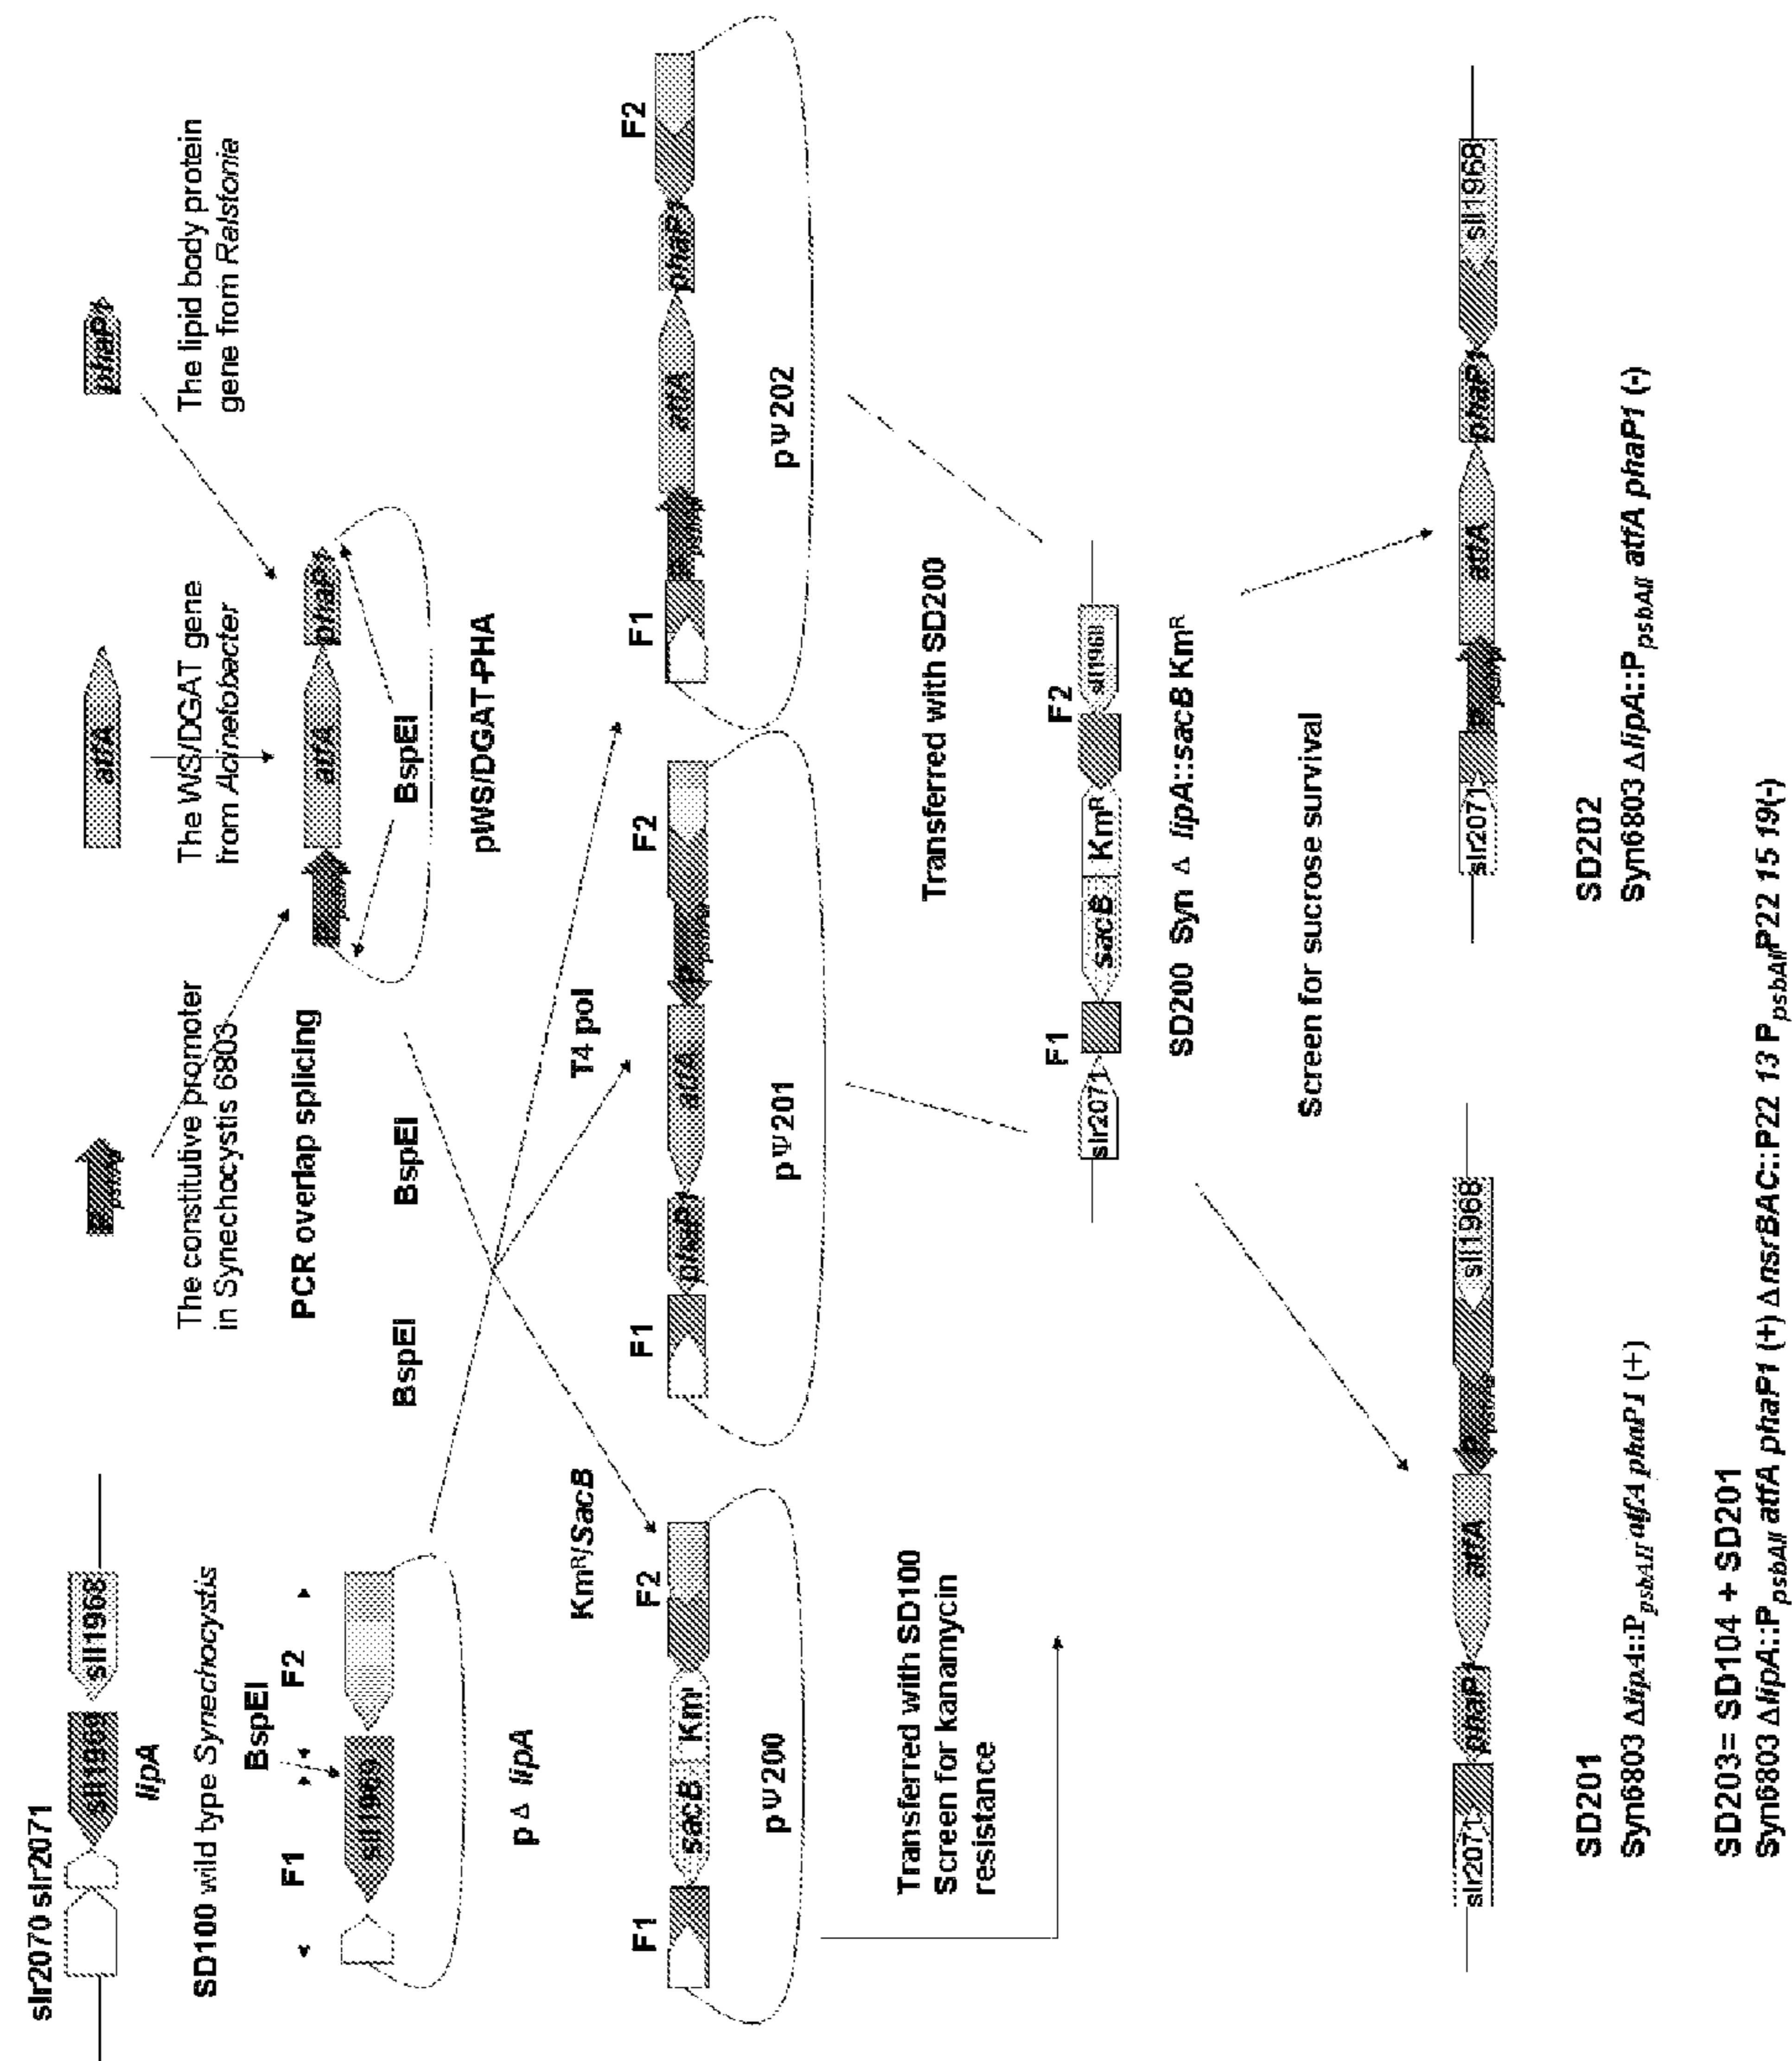 slr2070 slr2071
sll1969
sll1968
lipA
SD100 wild type Synechocystis
BspEI
F1
F2
sll1969
p Δ lipA
PpsbAII
atfA
phaP1
The constitutive promoter
in Synechocystis 6803
The WS/DGAT gene
from Acinetobacter
The lipid body protein
gene from Ralstonia
PCR overlap splicing
atfA
phaP1
BspEI
pWS/DGAT-PHA
BspEI
BspEI
T4 pol
KmR/SacB
F1
sacB
Kmr
F2
pΨ200
F1
phaP1
atfA
F2
pΨ201
F1
atfA
phaP1
F2
pΨ202
Transferred with SD100
Screen for kanamycin
resistance
Transferred with SD200
F1
F2
slr2071
sacB
KmR
sll1968
SD200 Syn Δ lipA::sacB KmR
Screen for sucrose survival
slr2071
phaP1
atfA
sll1968
SD201
Syn6803 ΔlipA::PpsbAII atfA phaP1 (+)
slr2071
atfA
phaP1
sll1968
SD202
Syn6803 ΔlipA::PpsbAII atfA phaP1 (-)
SD203= SD104 + SD201
Syn6803 ΔlipA::PpsbAII atfA phaP1 (+) ΔnsrBAC::P22 13 PpsbAIIP22 15 19(-)